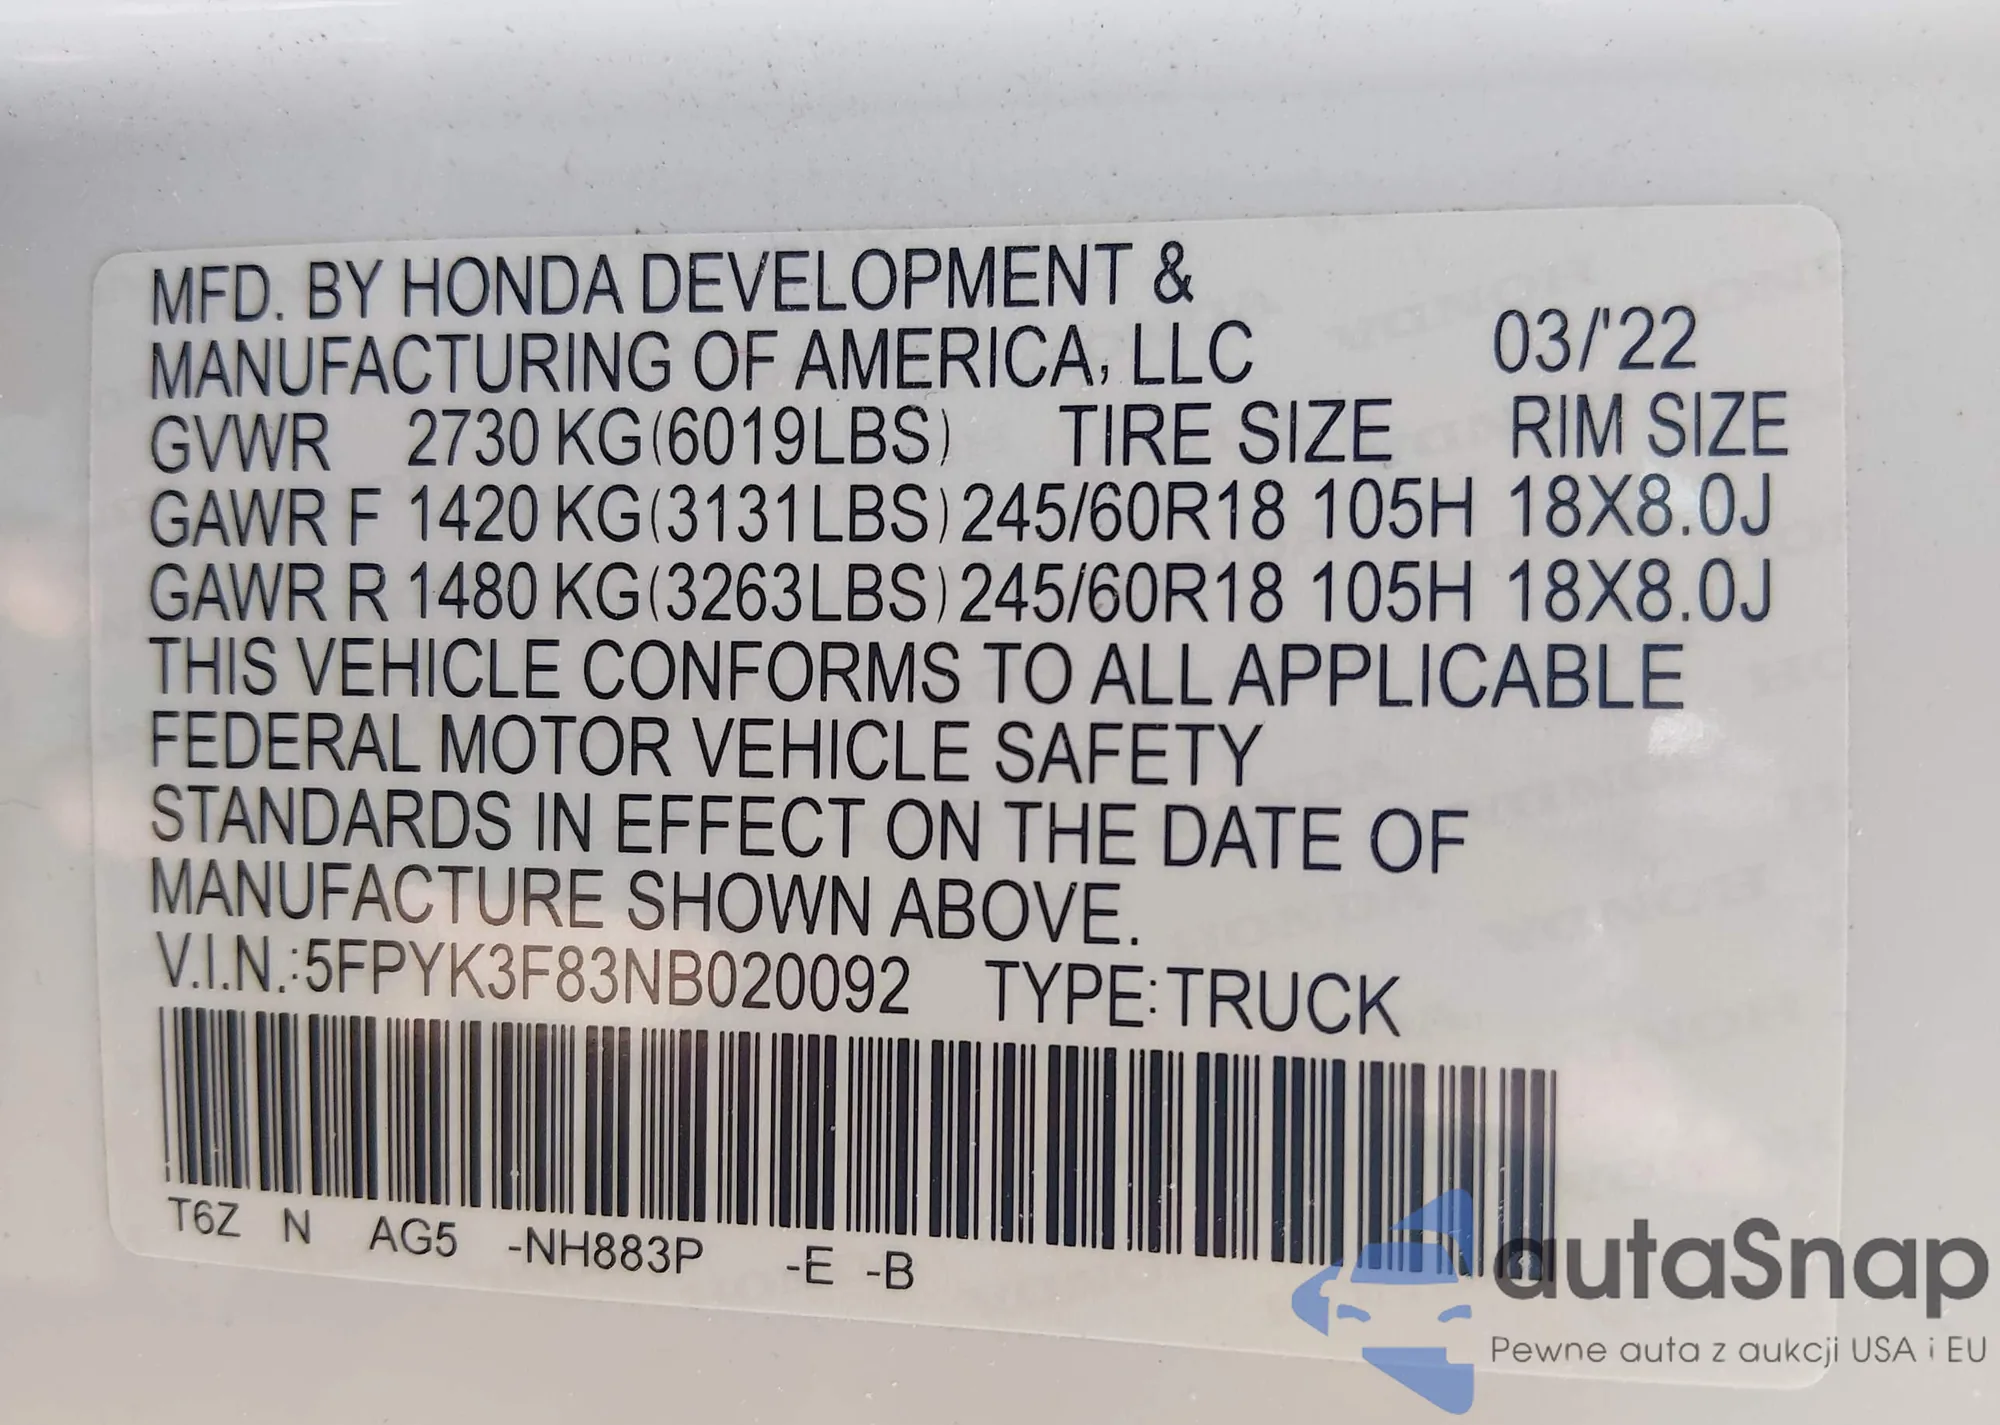 MFD. BY HONDA DEVELOPMENT &
MANUFACTURING OF AMERICA, LLC 03/'22
GVWR 2730 KG(6019LBS) TIRE SIZE RIM SIZE
GAWR F 1420 KG(3131LBS) 245/60R18 105H 18X8.0J
GAWR R 1480 KG(3263LBS) 245/60R18 105H 18X8.0J
THIS VEHICLE CONFORMS TO ALL APPLICABLE
FEDERAL MOTOR VEHICLE SAFETY
STANDARDS IN EFFECT ON THE DATE OF
MANUFACTURE SHOWN ABOVE.
V.I.N.:5FPYK3F83NB020092 TYPE:TRUCK
T6Z N AG5 -NH883P -E -B
autaSnap
Pewne auta z aukcji USA i EU